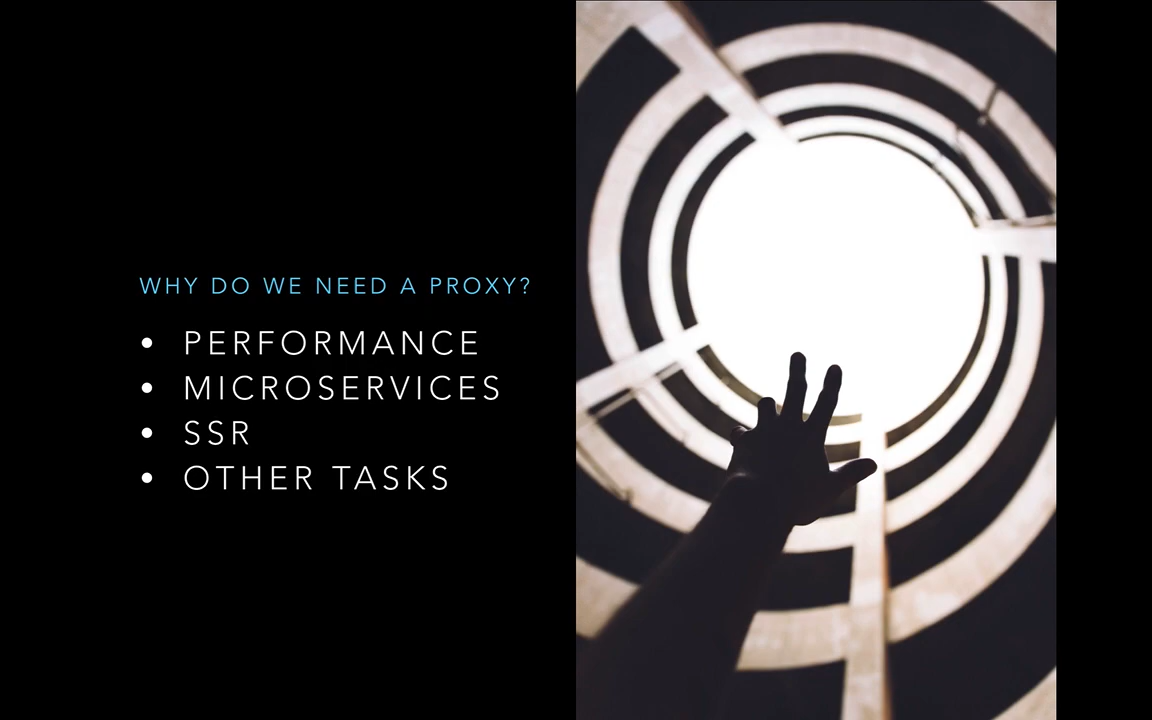 WHY DO WE NEED A PROXY?
• PERFORMANCE
• MICROSERVICES
• SSR
• OTHER TASKS